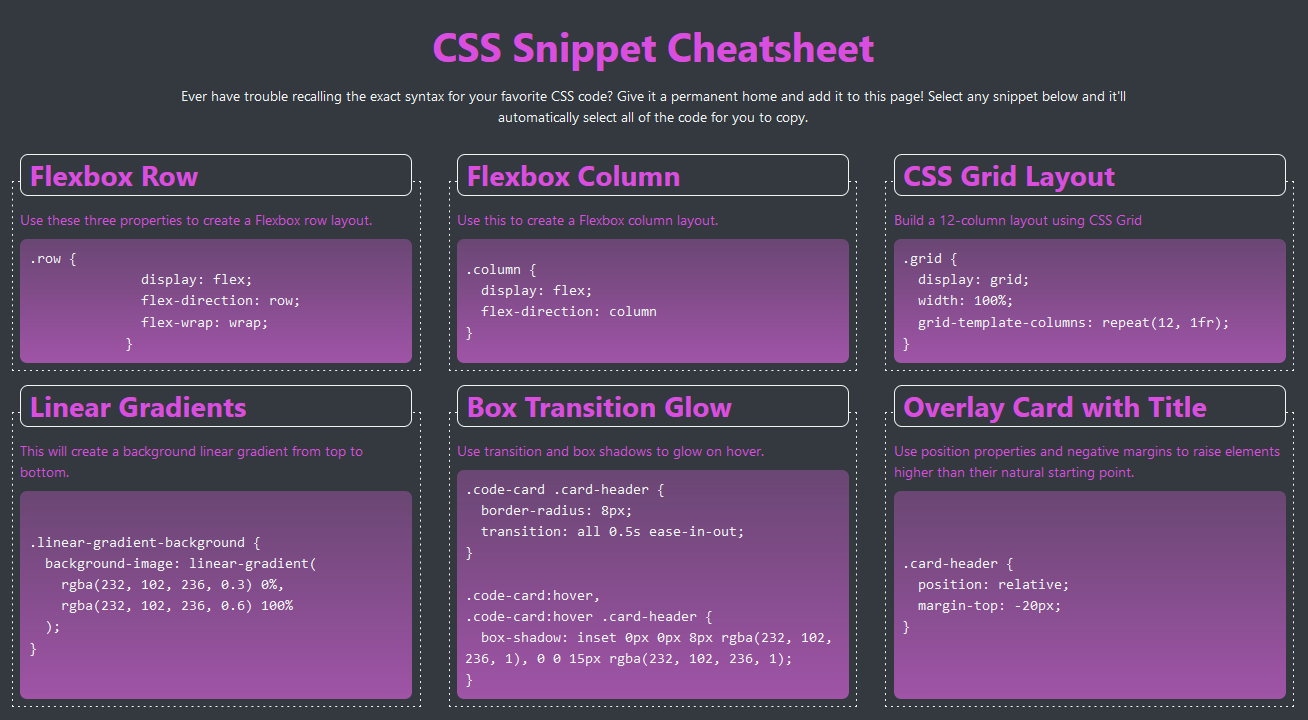 CSS Snippet Cheatsheet
Ever have trouble recalling the exact syntax for your favorite CSS code? Give it a permanent home and add it to this page! Select any snippet below and it'll
automatically select all of the code for you to copy.
Flexbox Row
Use these three properties to create a Flexbox row layout.
.row {
display: flex;
flex-direction: row;
flex-wrap: wrap;
}
Flexbox Column
Use this to create a Flexbox column layout.
.column {
display: flex;
flex-direction: column
}
CSS Grid Layout
Build a 12-column layout using CSS Grid
.grid {
display: grid;
width: 100%;
grid-template-columns: repeat(12, 1fr);
}
Linear Gradients
This will create a background linear gradient from top to
bottom.
.linear-gradient-background {
background-image: linear-gradient(
rgba(232, 102, 236, 0.3) 0%,
rgba(232, 102, 236, 0.6) 100%
);
}
Box Transition Glow
Use transition and box shadows to glow on hover.
.code-card .card-header {
border-radius: 8px;
transition: all 0.5s ease-in-out;
}
.code-card:hover,
.code-card:hover .card-header {
box-shadow: inset 0px 0px 8px rgba(232, 102,
236, 1), 0 0 15px rgba(232, 102, 236, 1);
}
Overlay Card with Title
Use position properties and negative margins to raise elements
higher than their natural starting point.
.card-header {
position: relative;
margin-top: -20px;
}